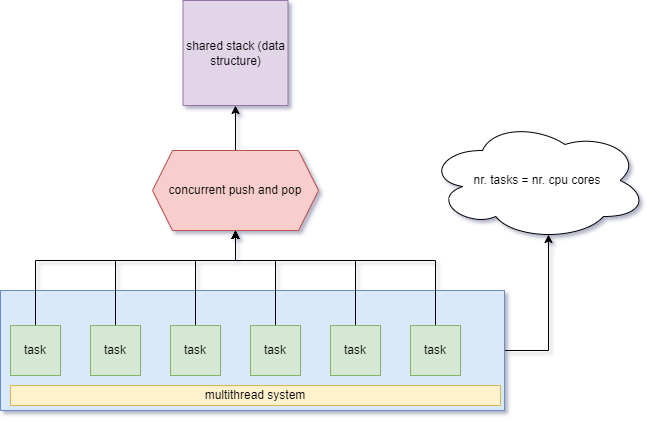 shared stack (data
structure)
concurrent push and pop
nr. tasks = nr. cpu cores
task
task
task
task
task
task
multithread system